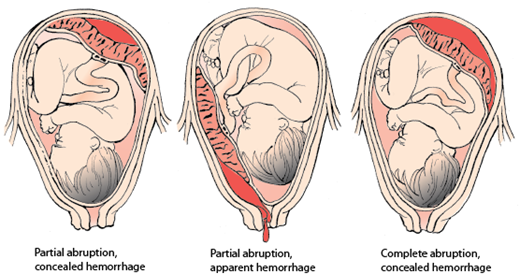 Partial abruption,
concealed hemorrhage
Partial abruption,
apparent hemorrhage
Complete abruption,
concealed hemorrhage